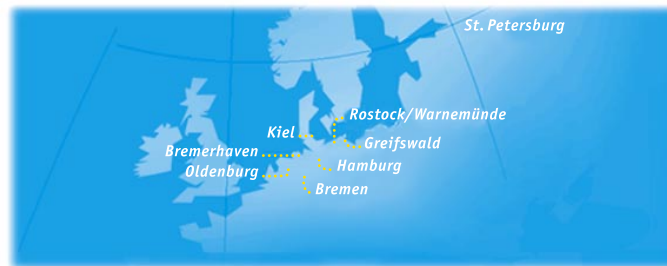 St. Petersburg
Rostock/Warnemünde
Kiel
Greifswald
Bremerhaven
Hamburg
Oldenburg
Bremen